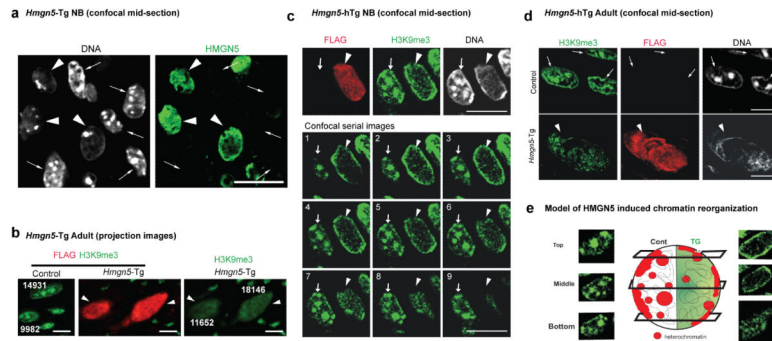 a Hmgn5-Tg NB (confocal mid-section)
DNA HMGN5
b Hmgn5-Tg Adult (projection images)
FLAG H3K9me3 H3K9me3
Control Hmgn5-Tg Hmgn5-Tg
14931 18146
9982 11652
c Hmgn5-hTg NB (confocal mid-section)
FLAG H3K9me3 DNA
Confocal serial images
1 2 3
4 5 6
7 8 9
d Hmgn5-hTg Adult (confocal mid-section)
H3K9me3 FLAG DNA
Control
Hmgn5-Tg
e Model of HMGN5 induced chromatin reorganization
Top Cont TG
Middle
Bottom
heterochromatin